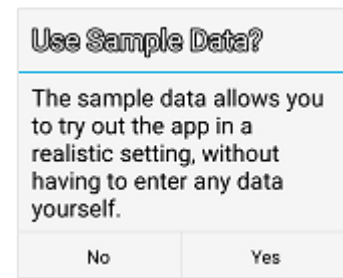 Use Sample Data?
The sample data allows you
to try out the app in a
realistic setting, without
having to enter any data
yourself.
No
Yes